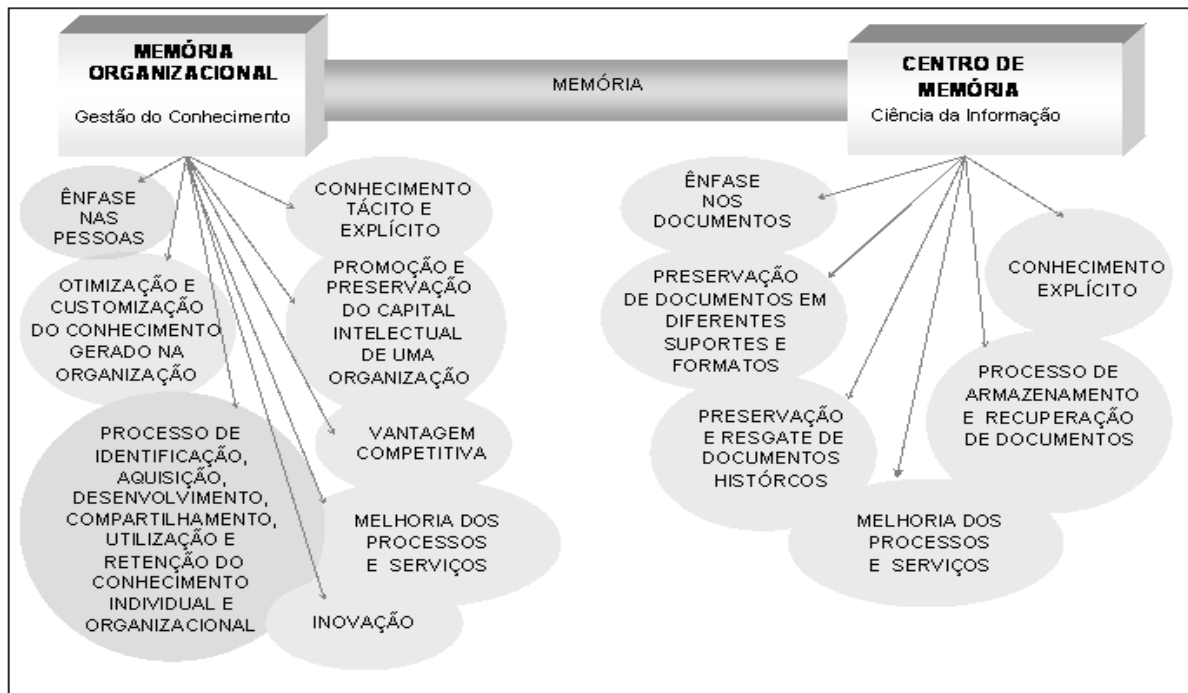 MEMÓRIA
ORGANIZACIONAL
Gestão do Conhecimento
MEMÓRIA
CENTRO DE
MEMÓRIA
Ciência da Informação
ÊNFASE
NAS
PESSOAS
CONHECIMENTO
TÁCITO E
EXPLÍCITO
OTIMIZAÇÃO E
CUSTOMIZAÇÃO
DO CONHECIMENTO
GERADO NA
ORGANIZAÇÃO
PROMOÇÃO E
PRESERVAÇÃO
DO CAPITAL
INTELECTUAL
DE UMA
ORGANIZAÇÃO
PROCESSO DE
IDENTIFICAÇÃO,
AQUISIÇÃO,
DESENVOLVIMENTO,
COMPARTILHAMENTO,
UTILIZAÇÃO E
RETENÇÃO DO
CONHECIMENTO
INDIVIDUAL E
ORGANIZACIONAL
VANTAGEM
COMPETITIVA
MELHORIA DOS
PROCESSOS
E SERVIÇOS
INOVAÇÃO
ÊNFASE
NOS
DOCUMENTOS
CONHECIMENTO
EXPLÍCITO
PRESERVAÇÃO
DE DOCUMENTOS EM
DIFERENTES
SUPORTES E
FORMATOS
PROCESSO DE
ARMAZENAMENTO
E RECUPERAÇÃO
DE DOCUMENTOS
PRESERVAÇÃO
E RESGATE DE
DOCUMENTOS
HISTÓRCOS
MELHORIA DOS
PROCESSOS
E SERVIÇOS